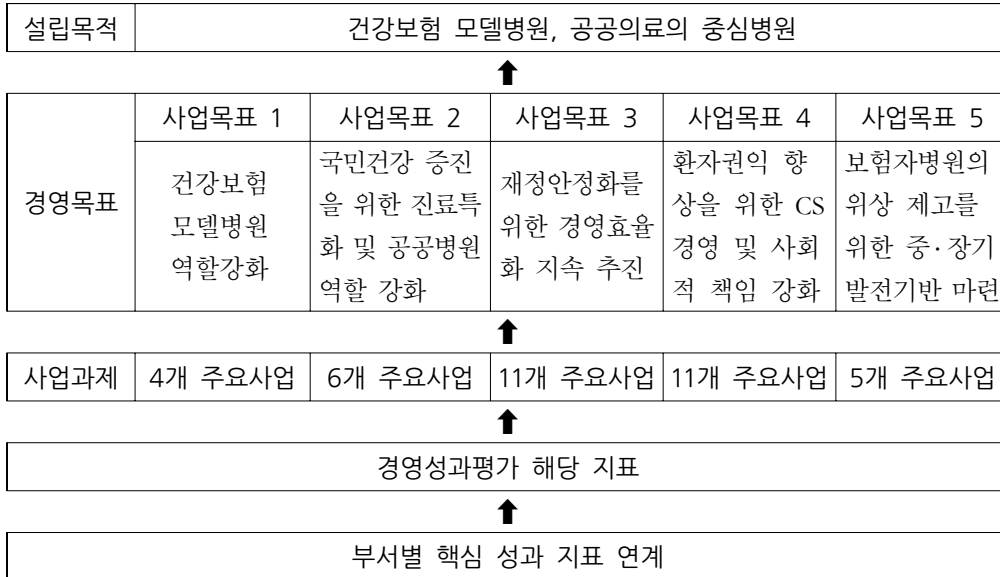 설립목적 건강보험 모델병원, 공공의료의 중심병원
사업목표 1 사업목표 2 사업목표 3 사업목표 4 사업목표 5
경영목표
건강보험
모델병원
역할강화
국민건강 증진
을 위한 진료특
화 및 공공병원
역할 강화
재정안정화를
위한 경영효율
화 지속 추진
환자권익 향
상을 위한 CS
경영 및 사회
적 책임 강화
보험자병원의
위상 제고를
위한 중·장기
발전기반 마련
사업과제 4개 주요사업 6개 주요사업 11개 주요사업 11개 주요사업 5개 주요사업
경영성과평가 해당 지표
부서별 핵심 성과 지표 연계